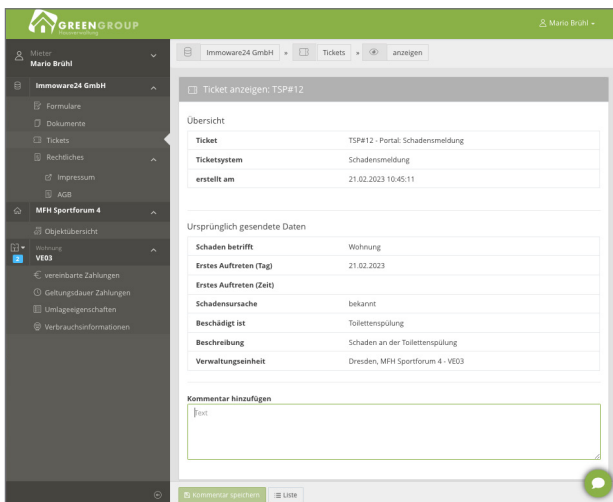 GREENGROUP
Hausverwaltung
Mario Brühl
Mieter
Mario Brühl
Immoware24 GmbH
Formulare
Dokumente
Tickets
Rechtliches
Impressum
AGB
MFH Sportforum 4
Objektübersicht
Wohnung
VE03
2
vereinbarte Zahlungen
Geltungsdauer Zahlungen
Umlageeigenschaften
Verbrauchsinformationen
Immoware24 GmbH » Tickets » anzeigen
Ticket anzeigen: TSP#12
Übersicht
Ticket TSP#12 - Portal: Schadensmeldung
Ticketsystem Schadensmeldung
erstellt am 21.02.2023 10:45:11
Ursprünglich gesendete Daten
Schaden betrifft Wohnung
Erstes Auftreten (Tag) 21.02.2023
Erstes Auftreten (Zeit)
Schadensursache bekannt
Beschädigt ist Toilettenspülung
Beschreibung Schaden an der Toilettenspülung
Verwaltungseinheit Dresden, MFH Sportforum 4 - VE03
Kommentar hinzufügen
Text
Kommentar speichern Liste